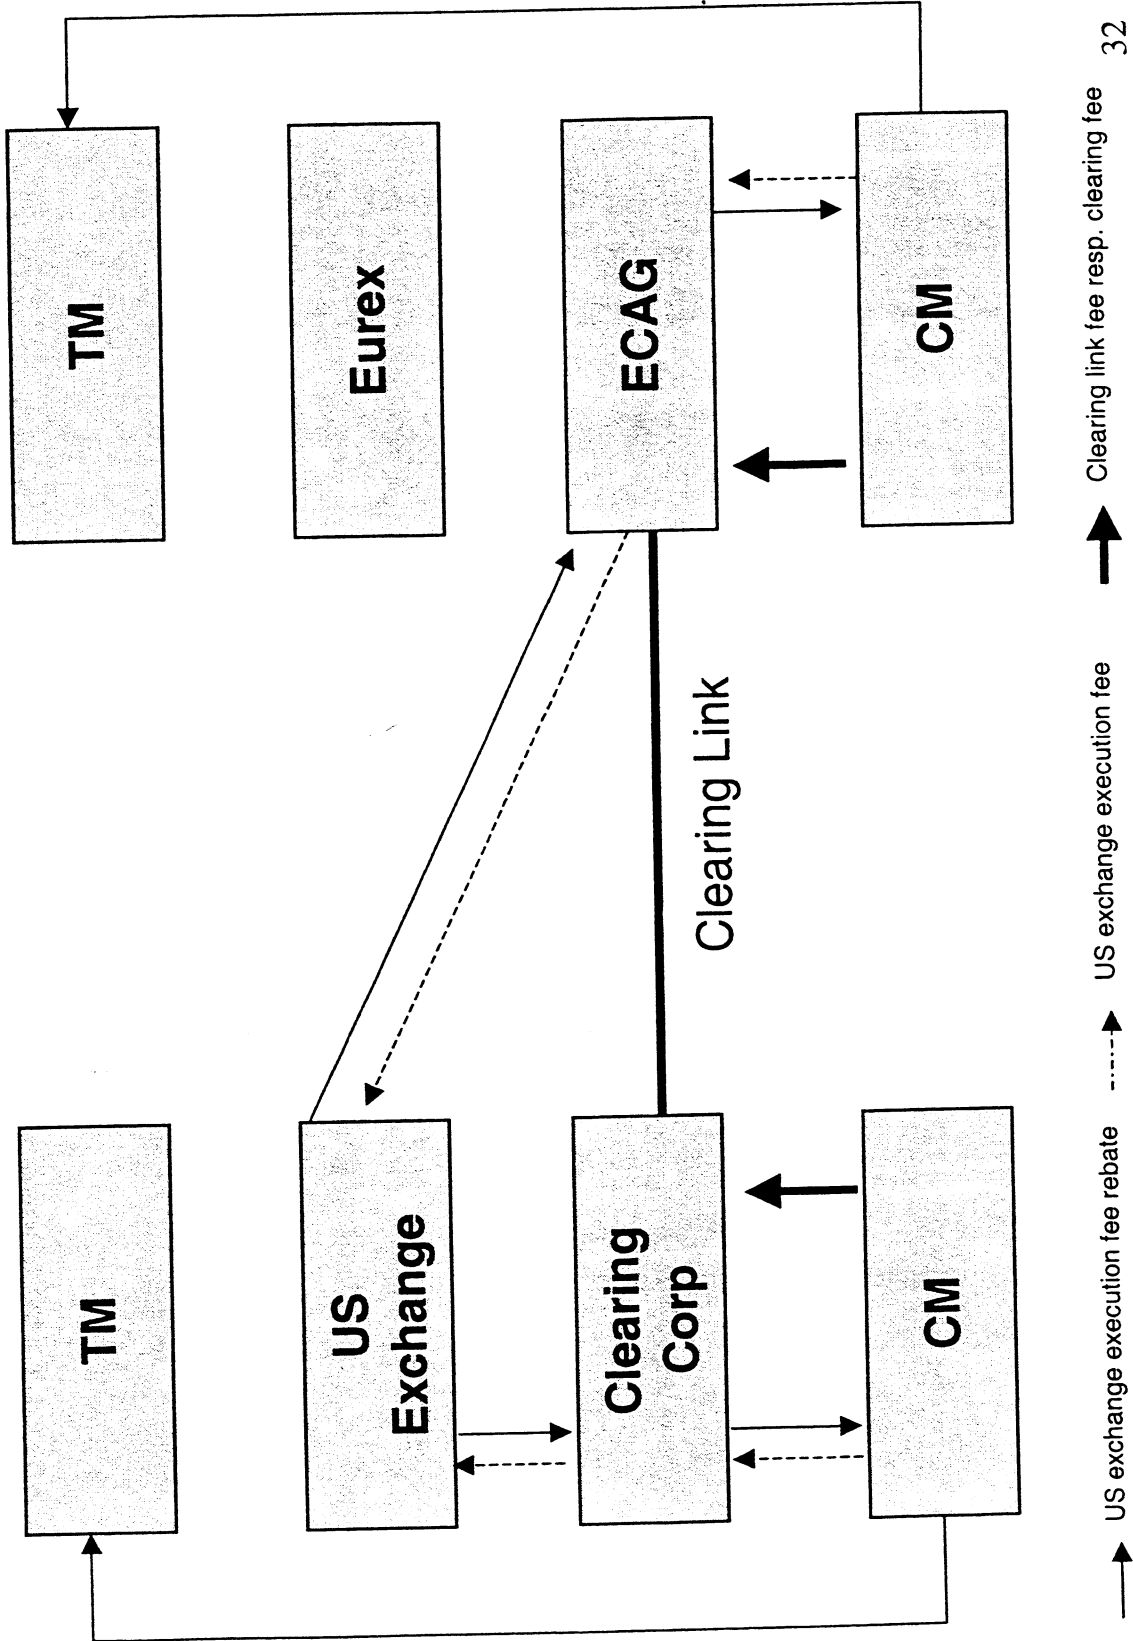 TM
TM
US
Exchange
Eurex
Clearing
Corp
ECAG
Clearing Link
CM
CM
US exchange execution fee rebate
US exchange execution fee
Clearing link fee resp. clearing fee
32